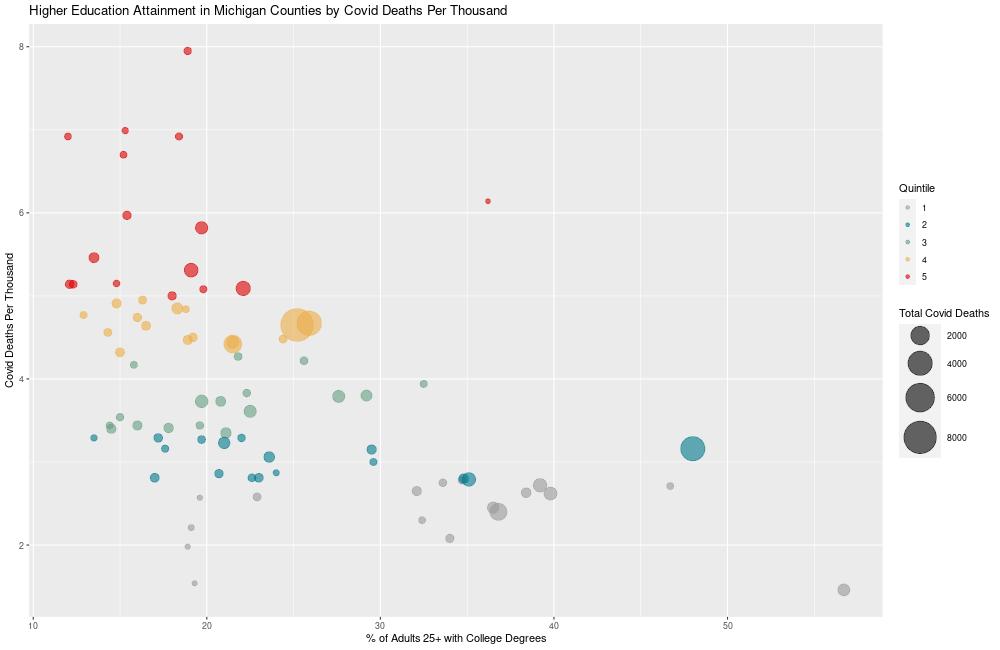 Higher Education Attainment in Michigan Counties by Covid Deaths Per Thousand
8
6
4
2
Covid Deaths Per Thousand
10 20 30 40 50
% of Adults 25+ with College Degrees
Quintile
1
2
3
4
5
Total Covid Deaths
2000
4000
6000
8000